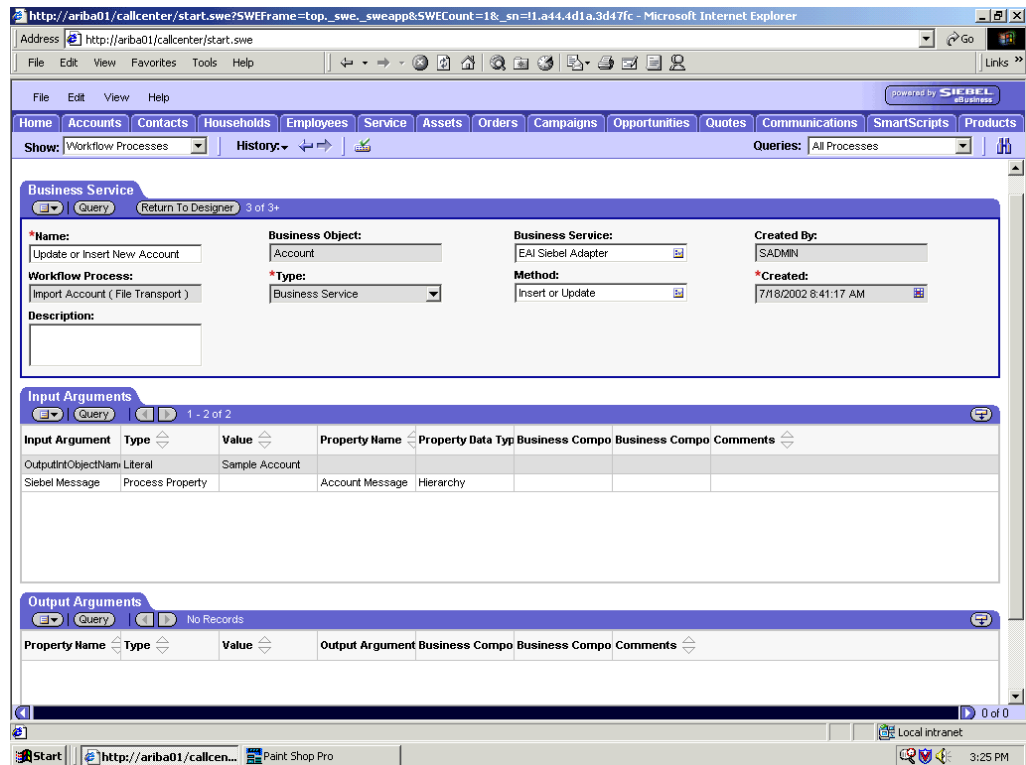 http://ariba01/callcenter/start.swe?SWEFrame=top._swe._sweapp&SWECount=1&_sn=!1.a44.4d1a.3d47fc - Microsoft Internet Explorer
Address http://ariba01/callcenter/start.swe Go
File Edit View Favorites Tools Help Links »
File Edit View Help powered by SIEBEL eBusiness
Home Accounts Contacts Households Employees Service Assets Orders Campaigns Opportunities Quotes Communications SmartScripts Products
Show: Workflow Processes History: Queries: All Processes
Business Service
Query Return To Designer 3 of 3+
*Name: Business Object: Business Service: Created By:
Update or Insert New Account Account EAI Siebel Adapter SADMIN
Workflow Process: *Type: Method: *Created:
Import Account ( File Transport ) Business Service Insert or Update 7/18/2002 8:41:17 AM
Description:
Input Arguments
Query 1 - 2 of 2
Input Argument Type Value Property Name Property Data Typ Business Compo Business Compo Comments
OutputIntObjectNam Literal Sample Account
Siebel Message Process Property Account Message Hierarchy
Output Arguments
Query No Records
Property Name Type Value Output Argument Business Compo Business Compo Comments
0 of 0
Local intranet
Start http://ariba01/callcen... Paint Shop Pro 3:25 PM